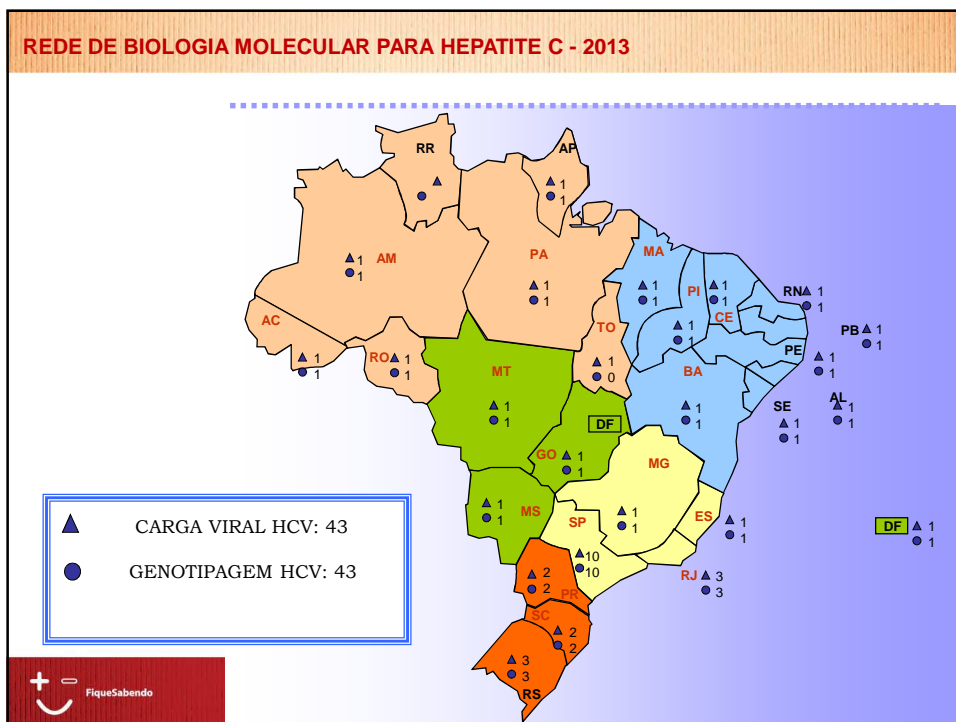 REDE DE BIOLOGIA MOLECULAR PARA HEPATITE C - 2013
RR
AP
1
1
AM
1
1
PA
1
1
MA
1
1
PI
1
1
1
1
CE
RN 1
1
PB 1
1
PE
1
1
AC
1
1
RO 1
1
TO
1
0
MT
1
1
BA
1
1
SE
1
1
AL
1
1
DF
GO 1
1
MG
1
1
MS
1
1
SP
10
10
ES
1
1
DF 1
1
RJ 3
3
2
2
PR
SC
2
2
3
3
RS
CARGA VIRAL HCV: 43
GENOTIPAGEM HCV: 43
FiqueSabendo